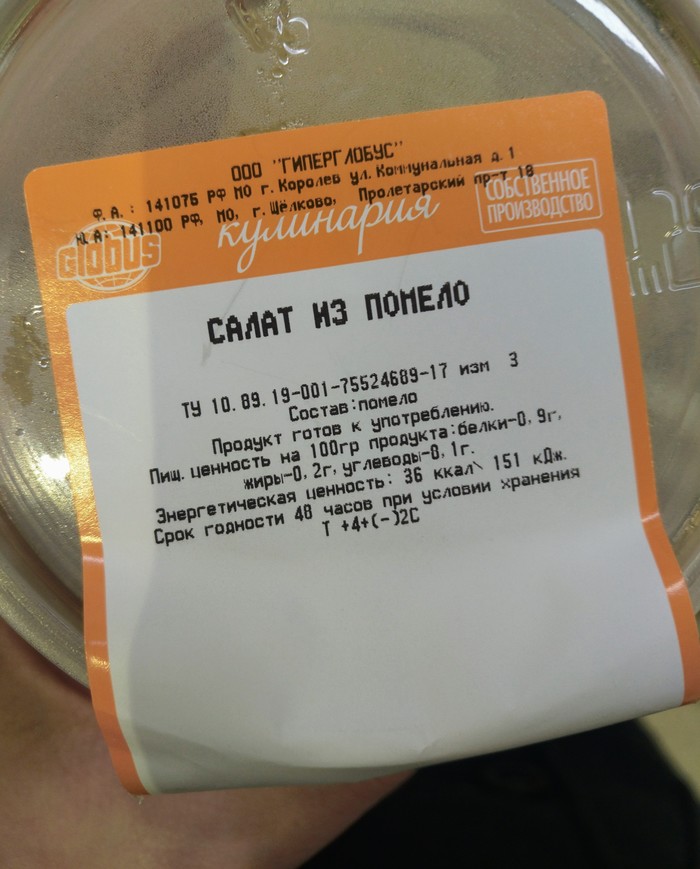 ООО "ГИПЕРГЛОБУС"
Ф.А.: 141075 РФ МО г. Королев ул. Коммунальная д. 1
Ю.А: 141100 РФ, МО, г. Щёлково, Пролетарский пр-т 18
Globus
кулинария
СОБСТВЕННОЕ
ПРОИЗВОДСТВО
САЛАТ ИЗ ПОМЕЛО
ТУ 10.89.19-001-75524689-17 изм 3
Состав:помело
Продукт готов к употреблению.
Пищ. ценность на 100гр продукта:белки-0,9г,
жиры-0,2г,углеводы-8,1г.
Энергетическая ценность: 36 ккал\ 151 кДж.
Срок годности 48 часов при условии хранения
Т +4+(-)2С